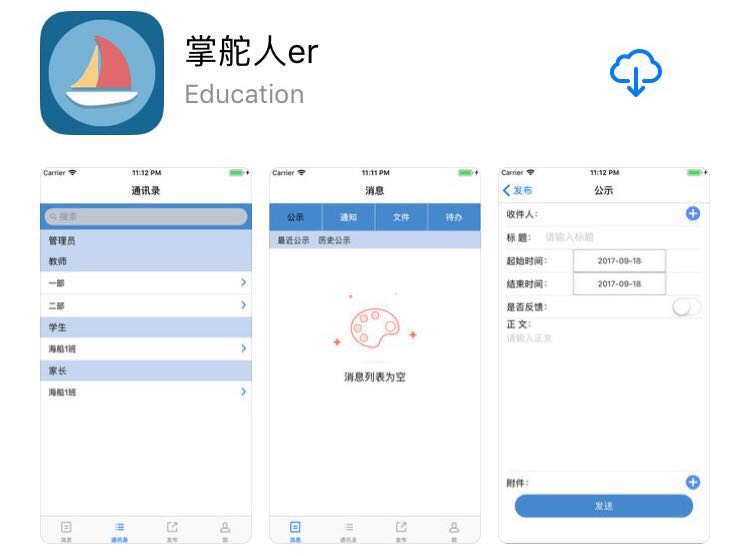 掌舵人er
Education
Carrier 11:12 PM
通讯录
搜索
管理员
教师
一部
二部
学生
海船1班
家长
海船1班
消息 通讯录 发布 我
Carrier 11:11 PM
消息
公示 通知 文件 待办
最近公示 历史公示
消息列表为空
消息 通讯录 发布 我
Carrier 11:12 PM
发布 公示
收件人:
标 题: 请输入标题
起始时间: 2017-09-18
结束时间: 2017-09-18
是否反馈:
正 文:
请输入正文
附件:
发送